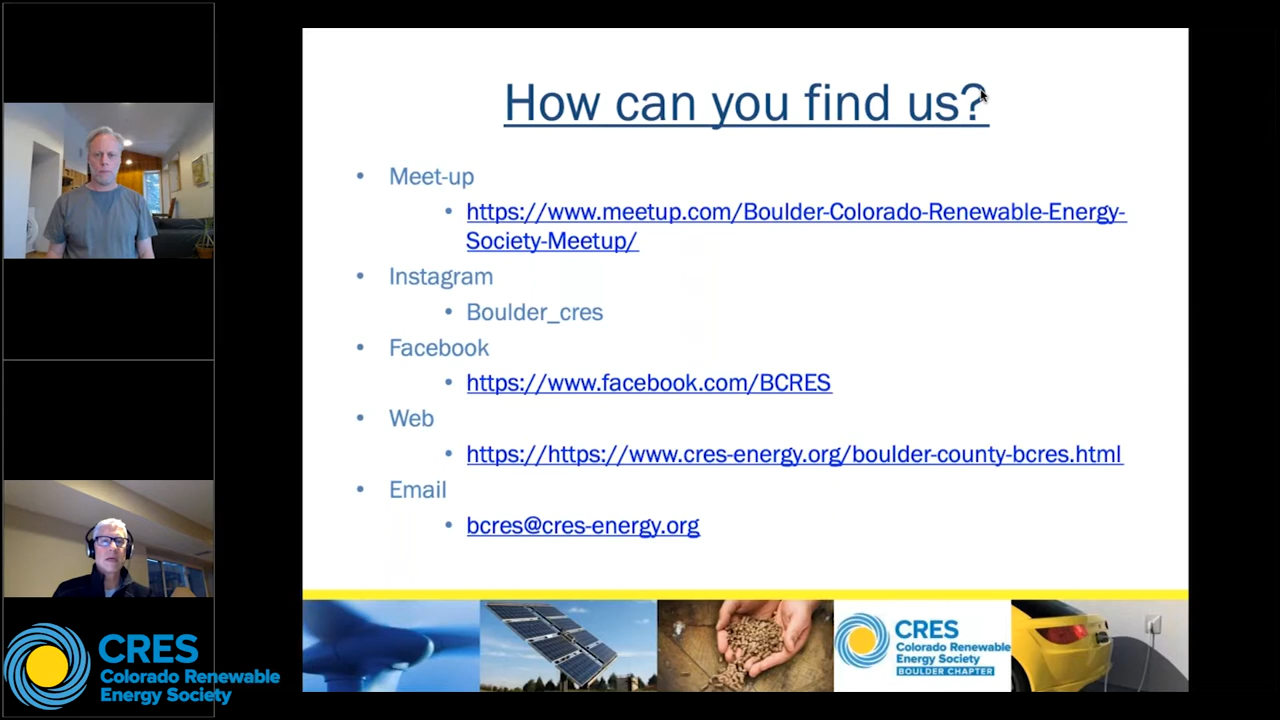 How can you find us?
• Meet-up
• https://www.meetup.com/Boulder-Colorado-Renewable-Energy-
Society-Meetup/
• Instagram
• Boulder_cres
• Facebook
• https://www.facebook.com/BCRES
• Web
• https://https://www.cres-energy.org/boulder-county-bcres.html
• Email
• bcres@cres-energy.org
CRES
Colorado Renewable
Energy Society
BOULDER CHAPTER
CRES
Colorado Renewable
Energy Society